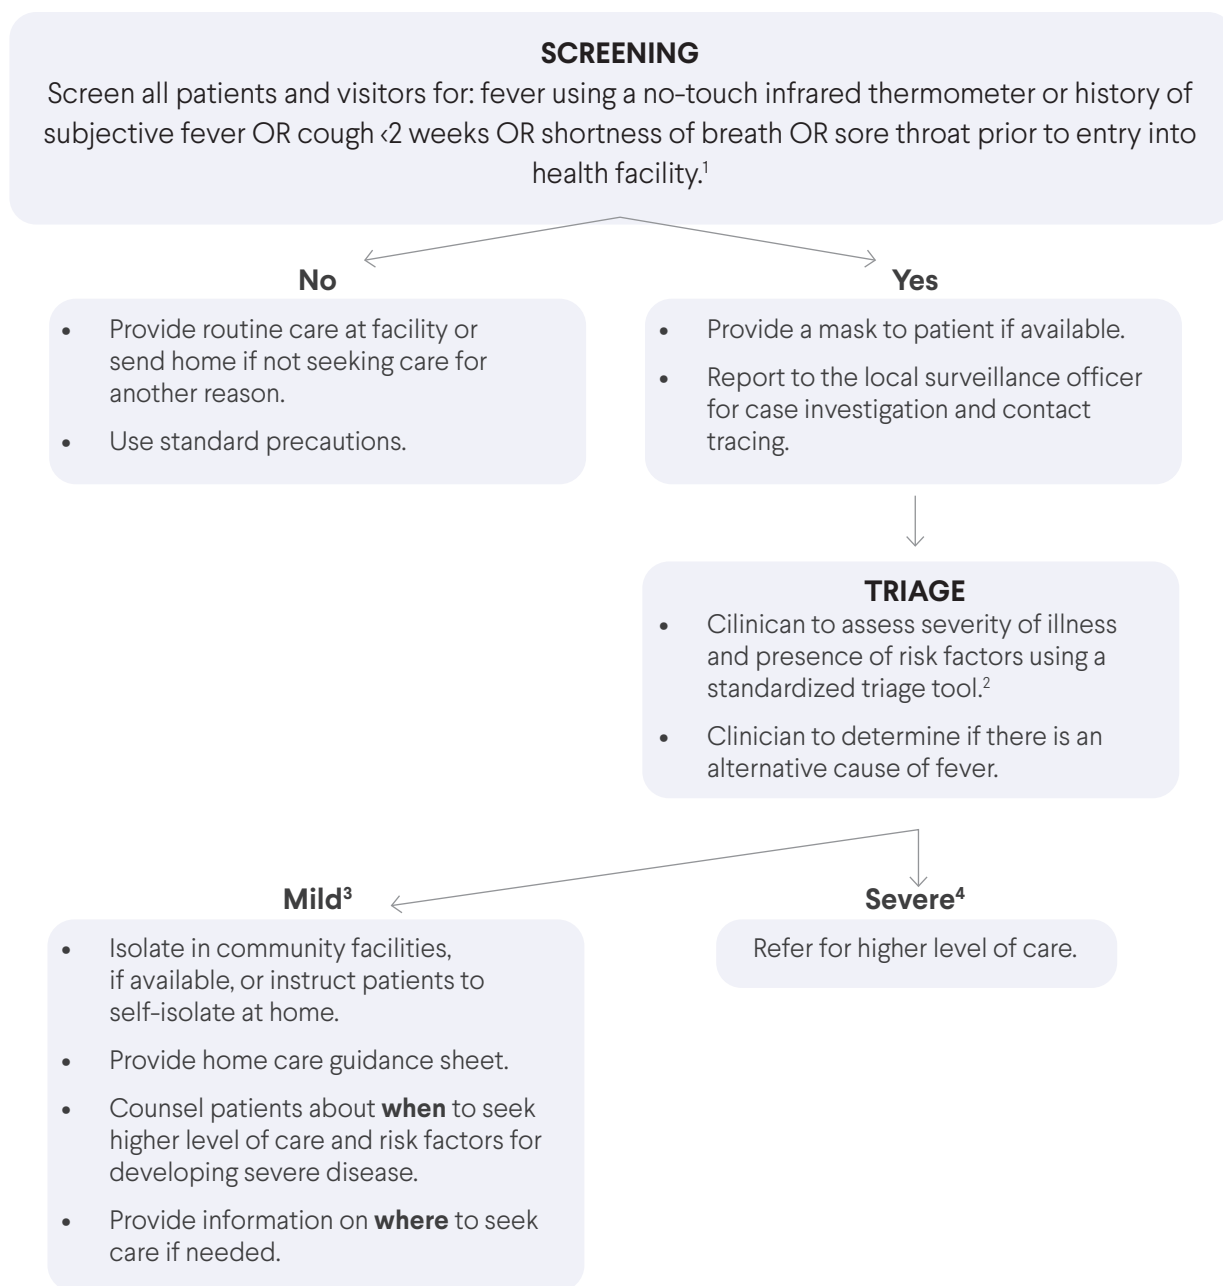 SCREENING
Screen all patients and visitors for: fever using a no-touch infrared thermometer or history of
subjective fever OR cough <2 weeks OR shortness of breath OR sore throat prior to entry into
health facility.¹
No
• Provide routine care at facility or
send home if not seeking care for
another reason.
• Use standard precautions.
Yes
• Provide a mask to patient if available.
• Report to the local surveillance officer
for case investigation and contact
tracing.
TRIAGE
• Cilinican to assess severity of illness
and presence of risk factors using a
standardized triage tool.²
• Clinician to determine if there is an
alternative cause of fever.
Mild³
• Isolate in community facilities,
if available, or instruct patients to
self-isolate at home.
• Provide home care guidance sheet.
• Counsel patients about when to seek
higher level of care and risk factors for
developing severe disease.
• Provide information on where to seek
care if needed.
Severe⁴
Refer for higher level of care.